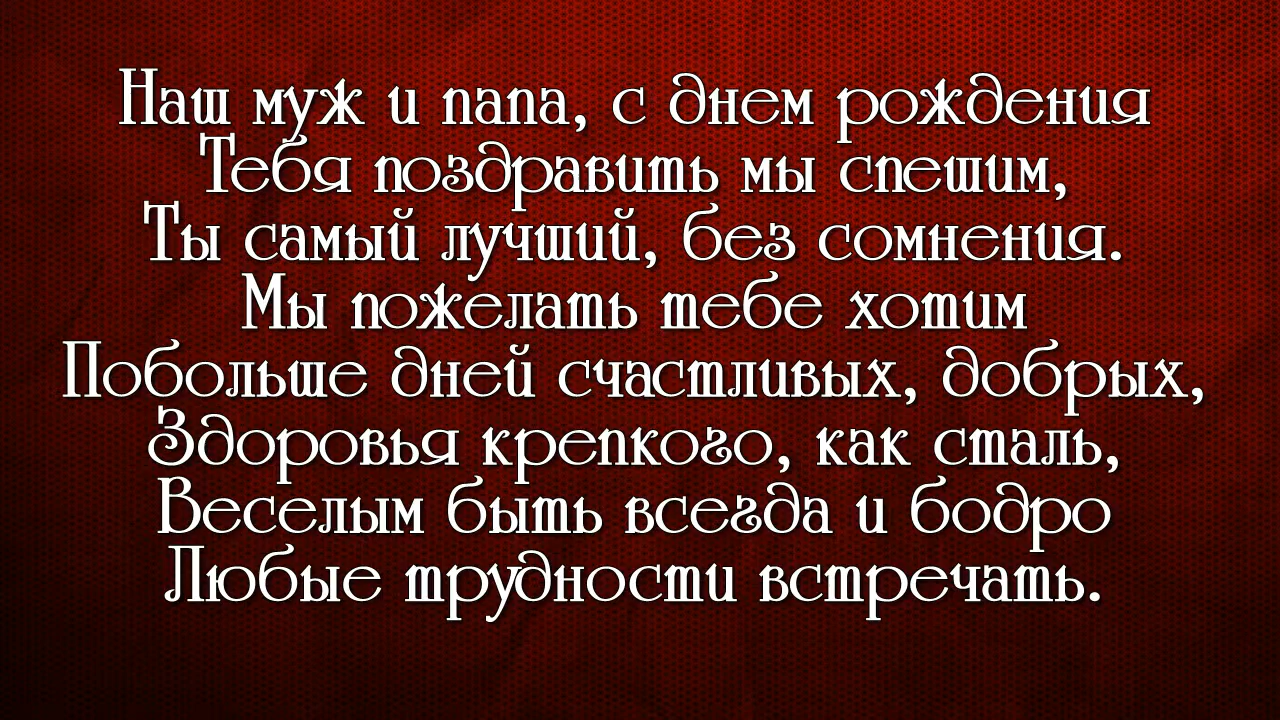 Наш муж и папа, с днем рождения
Тебя поздравить мы спешим,
Ты самый лучший, без сомнения.
Мы пожелать тебе хотим
Побольше дней счастливых, добрых,
Здоровья крепкого, как сталь,
Веселым быть всегда и бодро
Любые трудности встречать.